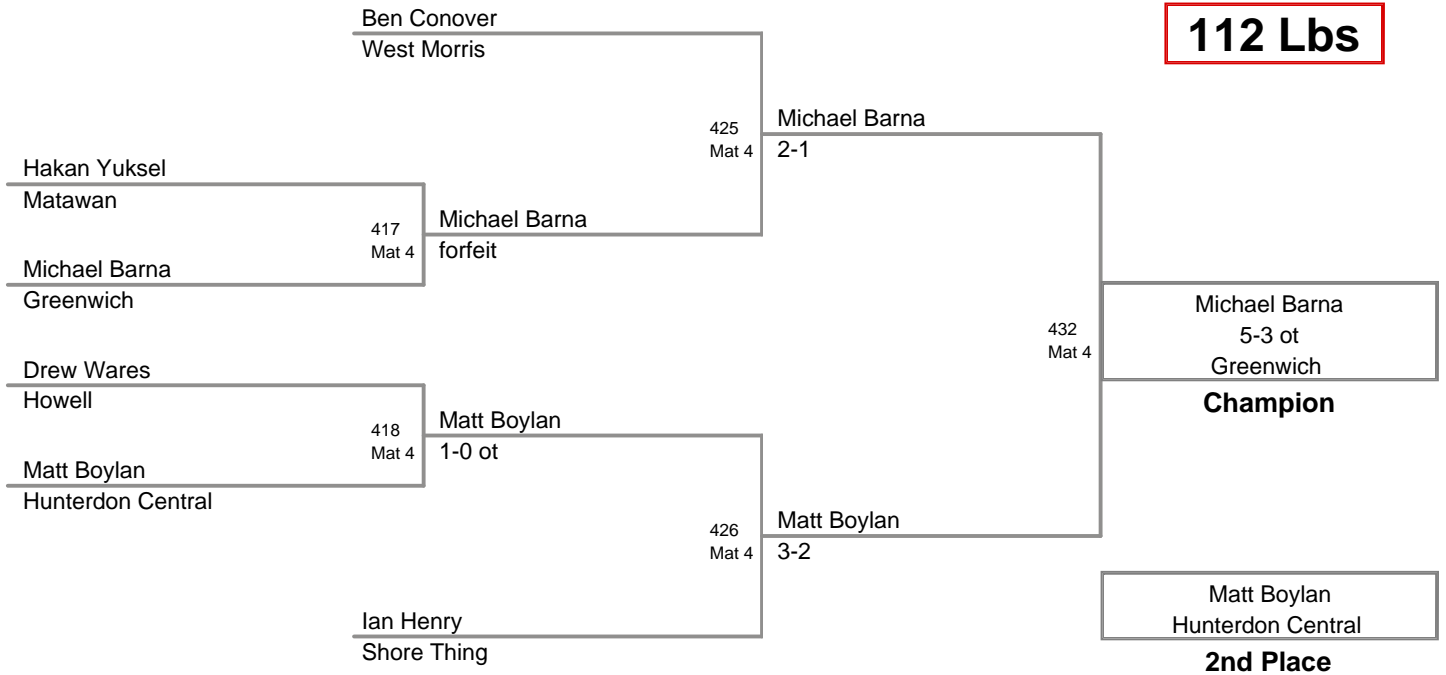 Ben Conover
West Morris
112 Lbs
425
Mat 4
Michael Barna
2-1
Hakan Yuksel
Matawan
417
Mat 4
Michael Barna
forfeit
Michael Barna
Greenwich
Michael Barna
5-3 ot
Greenwich
Champion
432
Mat 4
Drew Wares
Howell
418
Mat 4
Matt Boylan
1-0 ot
Matt Boylan
Hunterdon Central
426
Mat 4
Matt Boylan
3-2
Ian Henry
Shore Thing
Matt Boylan
Hunterdon Central
2nd Place